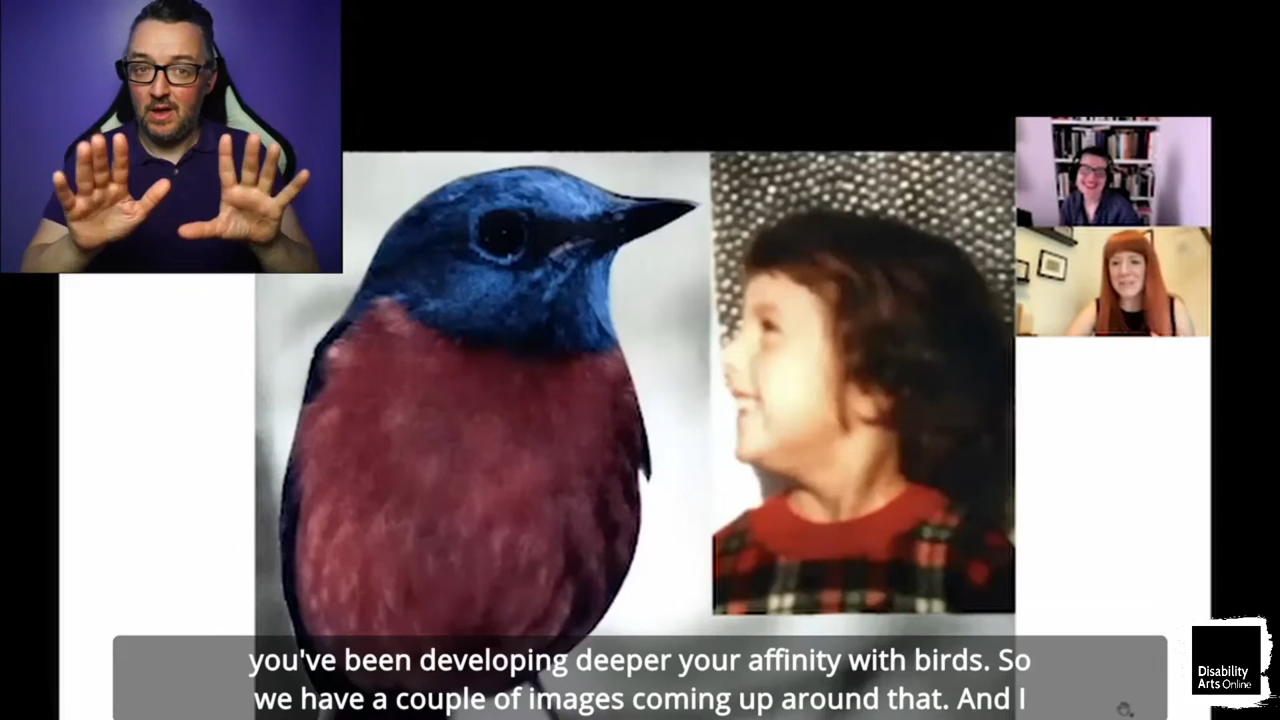 you've been developing deeper your affinity with birds. So
we have a couple of images coming up around that. And I
Disability
Arts Online